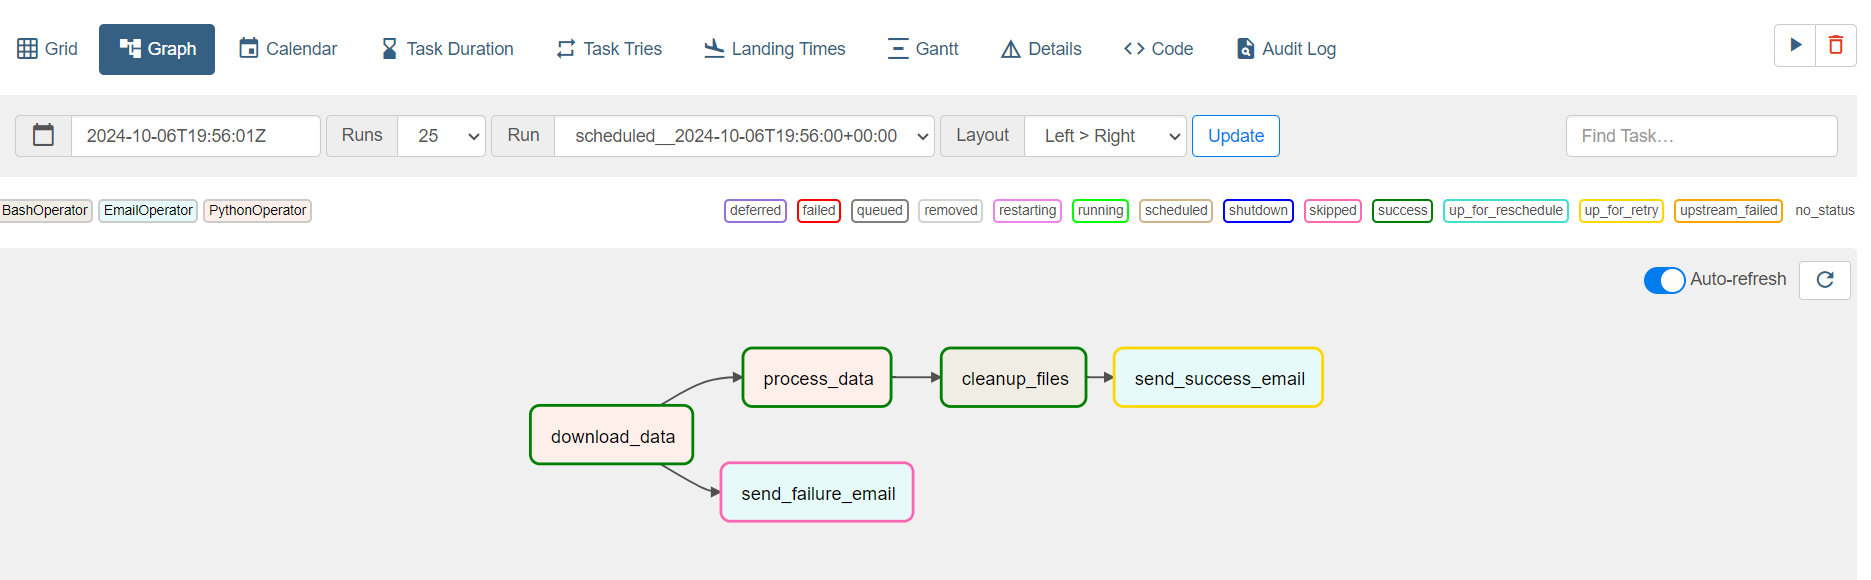 Grid Graph Calendar Task Duration Task Tries Landing Times Gantt Details Code Audit Log
2024-10-06T19:56:01Z Runs 25 Run scheduled__2024-10-06T19:56:00+00:00 Layout Left > Right Update Find Task…
BashOperator EmailOperator PythonOperator deferred failed queued removed restarting running scheduled shutdown skipped success up_for_reschedule up_for_retry upstream_failed no_status
Auto-refresh
process_data cleanup_files send_success_email
download_data
send_failure_email